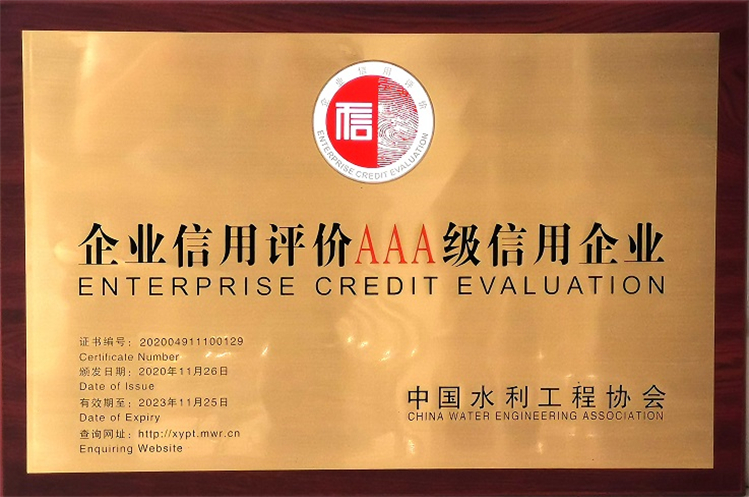 企业信用评价
信
ENTERPRISE CREDIT EVALUATION
企业信用评价AAA级信用企业
ENTERPRISE CREDIT EVALUATION
证书编号：202004911100129
Certificate Number
颁发日期：2020年11月26日
Date of Issue
有效期至：2023年11月25日
Date of Expiry
查询网址：http://xypt.mwr.cn
Enquiring Website
中国水利工程协会
CHINA WATER ENGINEERING ASSOCIATION